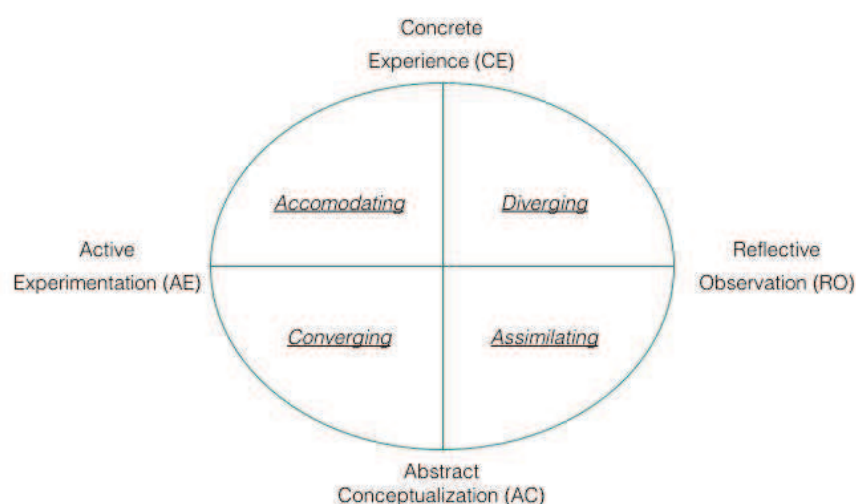 Concrete
Experience (CE)
Accomodating
Diverging
Active
Experimentation (AE)
Reflective
Observation (RO)
Converging
Assimilating
Abstract
Conceptualization (AC)